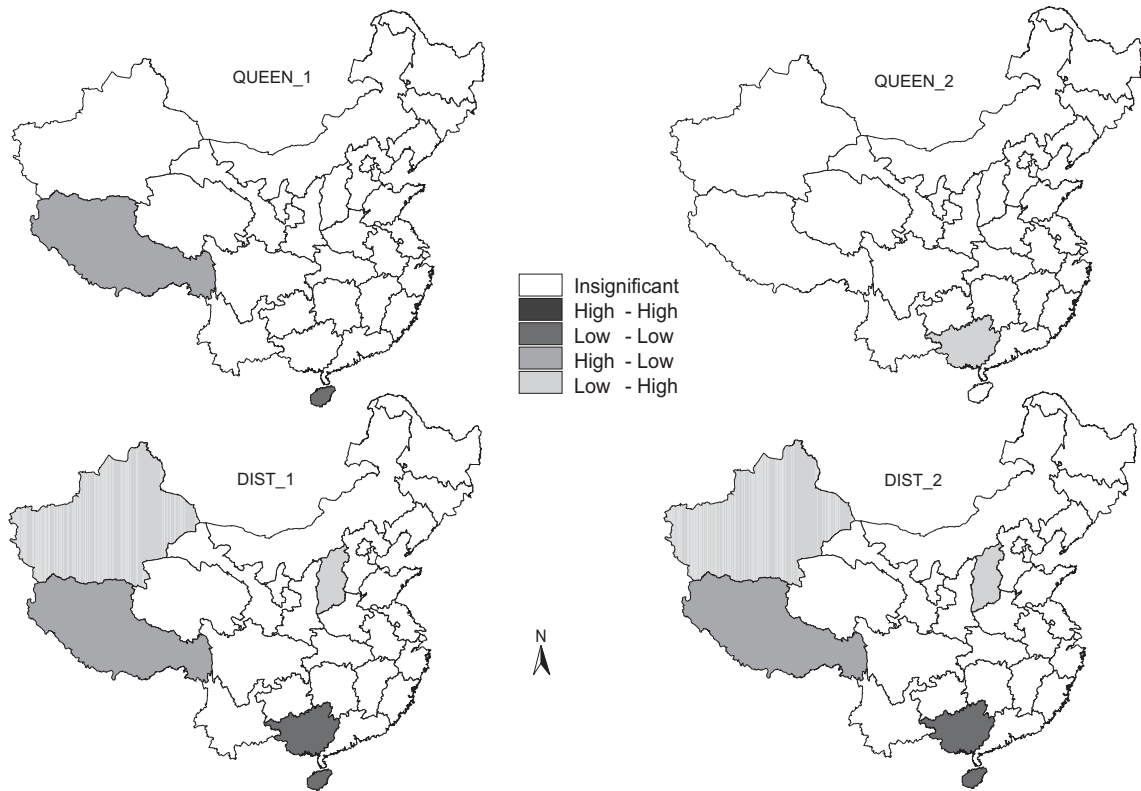 QUEEN_1
QUEEN_2
Insignificant
High - High
Low - Low
High - Low
Low - High
DIST_1
DIST_2
N